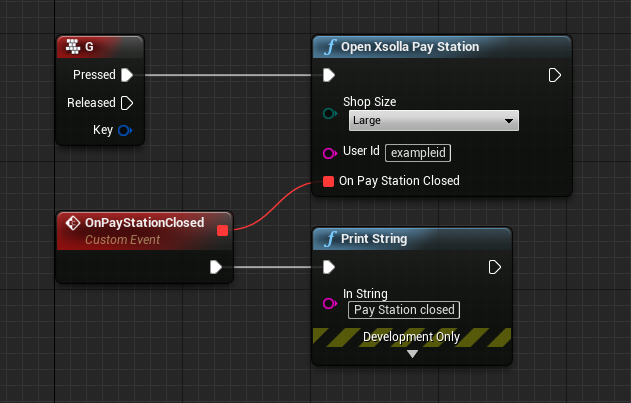 G
Pressed
Released
Key
Open Xsolla Pay Station
Shop Size
Large
User Id exampleid
On Pay Station Closed
OnPayStationClosed
Custom Event
Print String
In String
Pay Station closed
Development Only